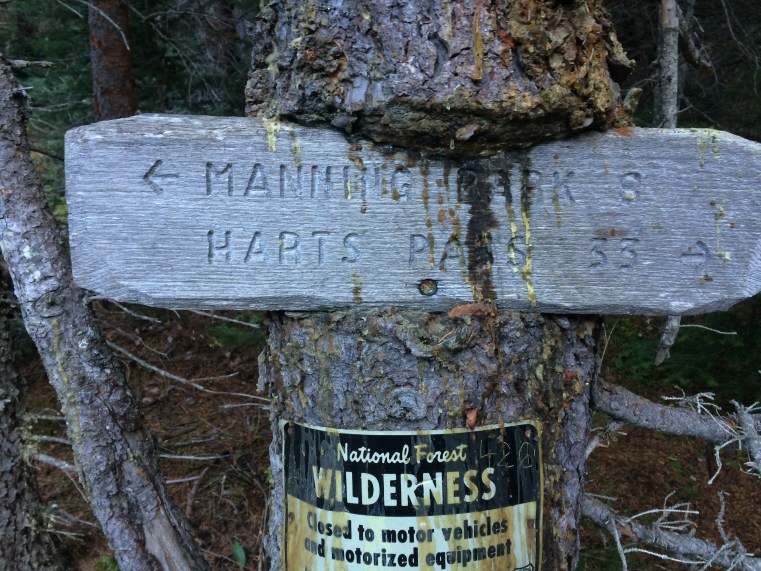 ← MANNING PARK 8
HARTS PASS 33 →
National Forest
WILDERNESS
Closed to motor vehicles
and motorized equipment